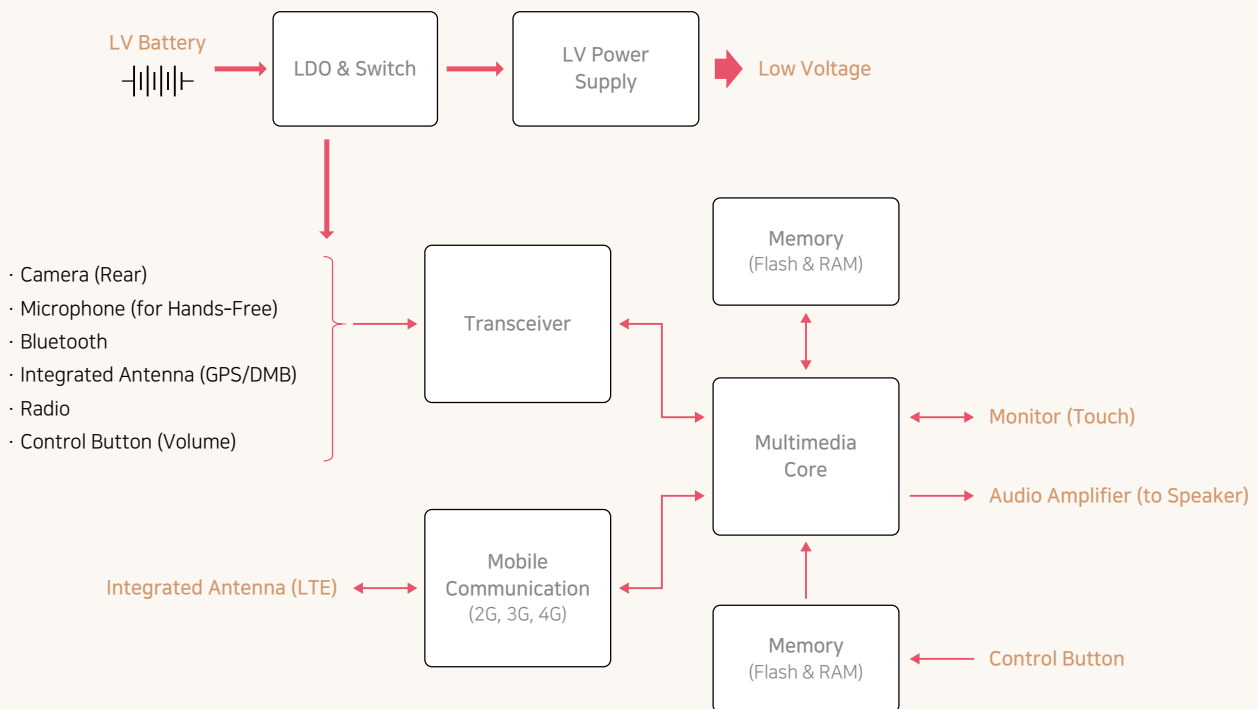 LV Battery
LDO & Switch
LV Power
Supply
Low Voltage
· Camera (Rear)
· Microphone (for Hands-Free)
· Bluetooth
· Integrated Antenna (GPS/DMB)
· Radio
· Control Button (Volume)
Transceiver
Memory
(Flash & RAM)
Multimedia
Core
Monitor (Touch)
Audio Amplifier (to Speaker)
Integrated Antenna (LTE)
Mobile
Communication
(2G, 3G, 4G)
Memory
(Flash & RAM)
Control Button